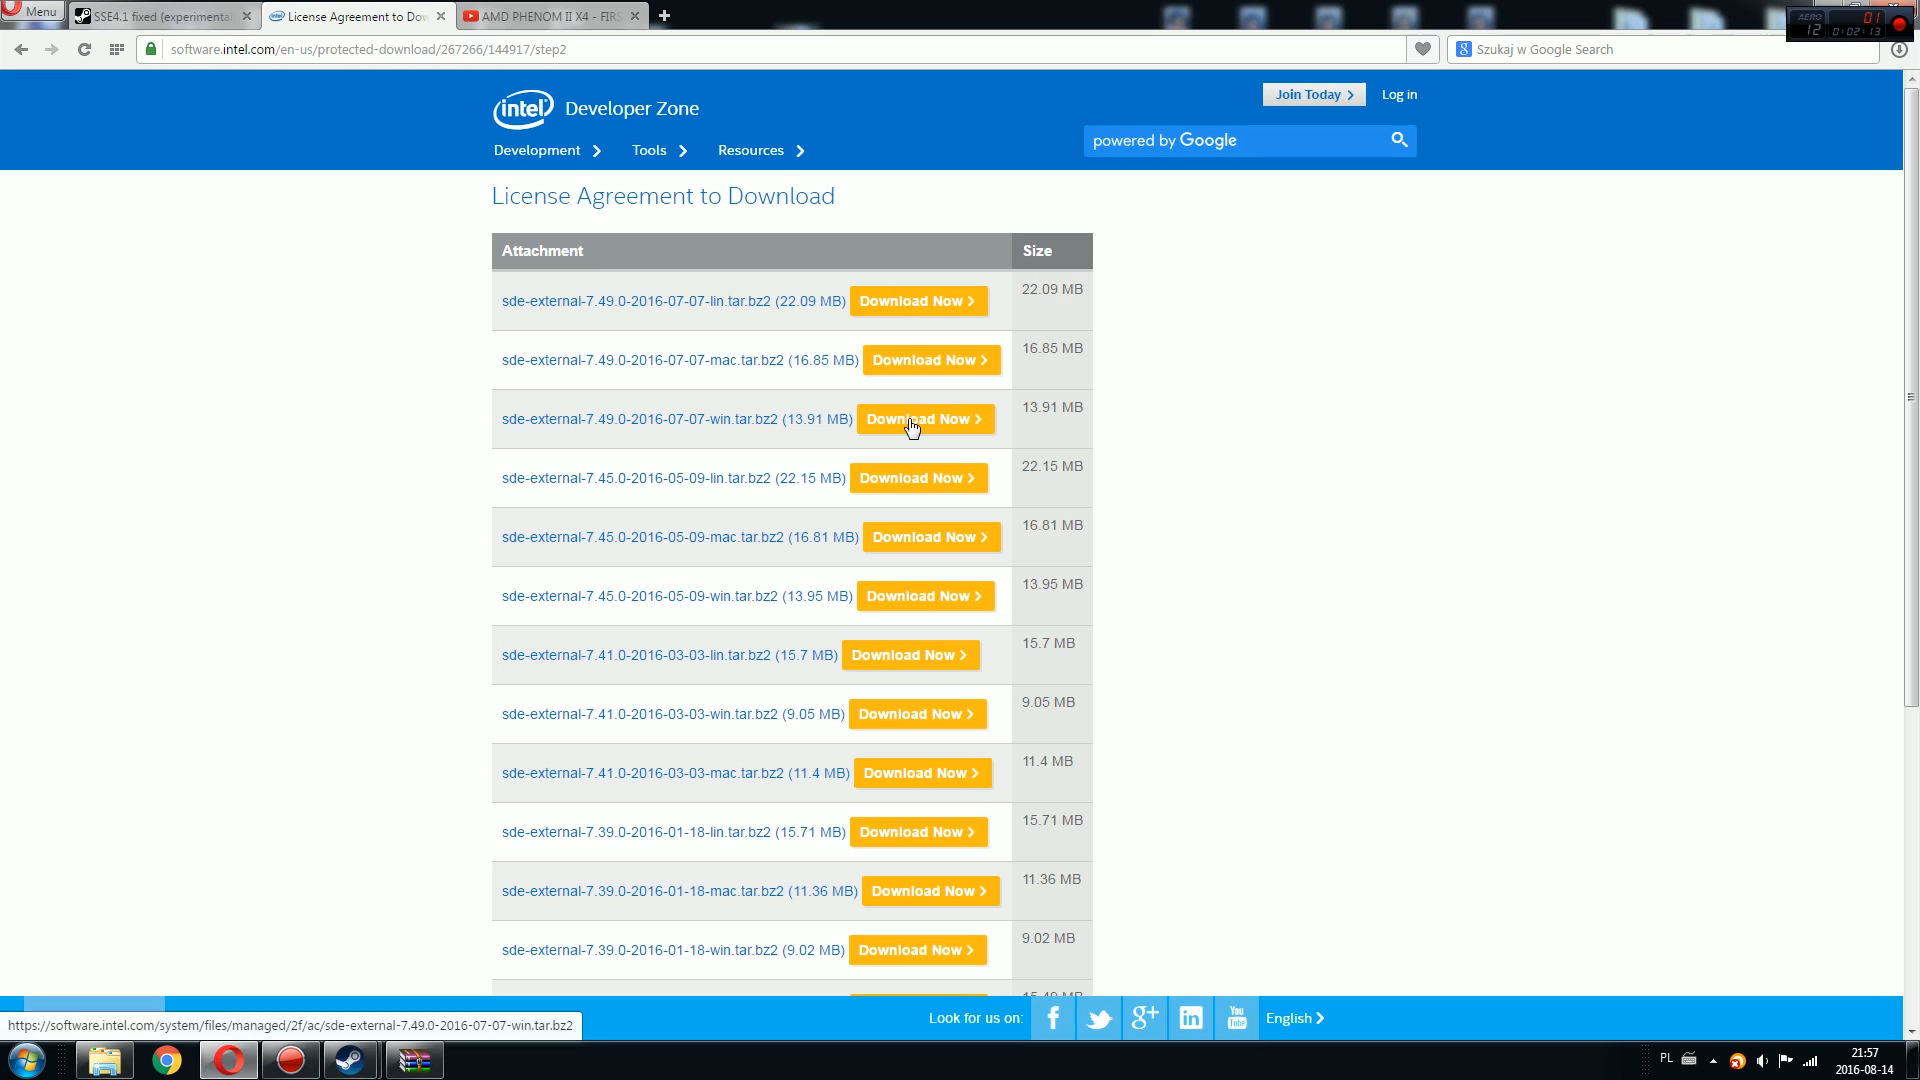 Menu
SSE4.1 fixed (experimental
License Agreement to Dow
AMD PHENOM II X4 - FIRS
AERO
12
01
0:02:13
software.intel.com/en-us/protected-download/267266/144917/step2
Szukaj w Google Search
intel Developer Zone
Join Today
Log in
Development
Tools
Resources
powered by Google
License Agreement to Download
Attachment Size
sde-external-7.49.0-2016-07-07-lin.tar.bz2 (22.09 MB) Download Now 22.09 MB
sde-external-7.49.0-2016-07-07-mac.tar.bz2 (16.85 MB) Download Now 16.85 MB
sde-external-7.49.0-2016-07-07-win.tar.bz2 (13.91 MB) Download Now 13.91 MB
sde-external-7.45.0-2016-05-09-lin.tar.bz2 (22.15 MB) Download Now 22.15 MB
sde-external-7.45.0-2016-05-09-mac.tar.bz2 (16.81 MB) Download Now 16.81 MB
sde-external-7.45.0-2016-05-09-win.tar.bz2 (13.95 MB) Download Now 13.95 MB
sde-external-7.41.0-2016-03-03-lin.tar.bz2 (15.7 MB) Download Now 15.7 MB
sde-external-7.41.0-2016-03-03-win.tar.bz2 (9.05 MB) Download Now 9.05 MB
sde-external-7.41.0-2016-03-03-mac.tar.bz2 (11.4 MB) Download Now 11.4 MB
sde-external-7.39.0-2016-01-18-lin.tar.bz2 (15.71 MB) Download Now 15.71 MB
sde-external-7.39.0-2016-01-18-mac.tar.bz2 (11.36 MB) Download Now 11.36 MB
sde-external-7.39.0-2016-01-18-win.tar.bz2 (9.02 MB) Download Now 9.02 MB
Look for us on:
You Tube
English
https://software.intel.com/system/files/managed/2f/ac/sde-external-7.49.0-2016-07-07-win.tar.bz2
PL
21:57
2016-08-14